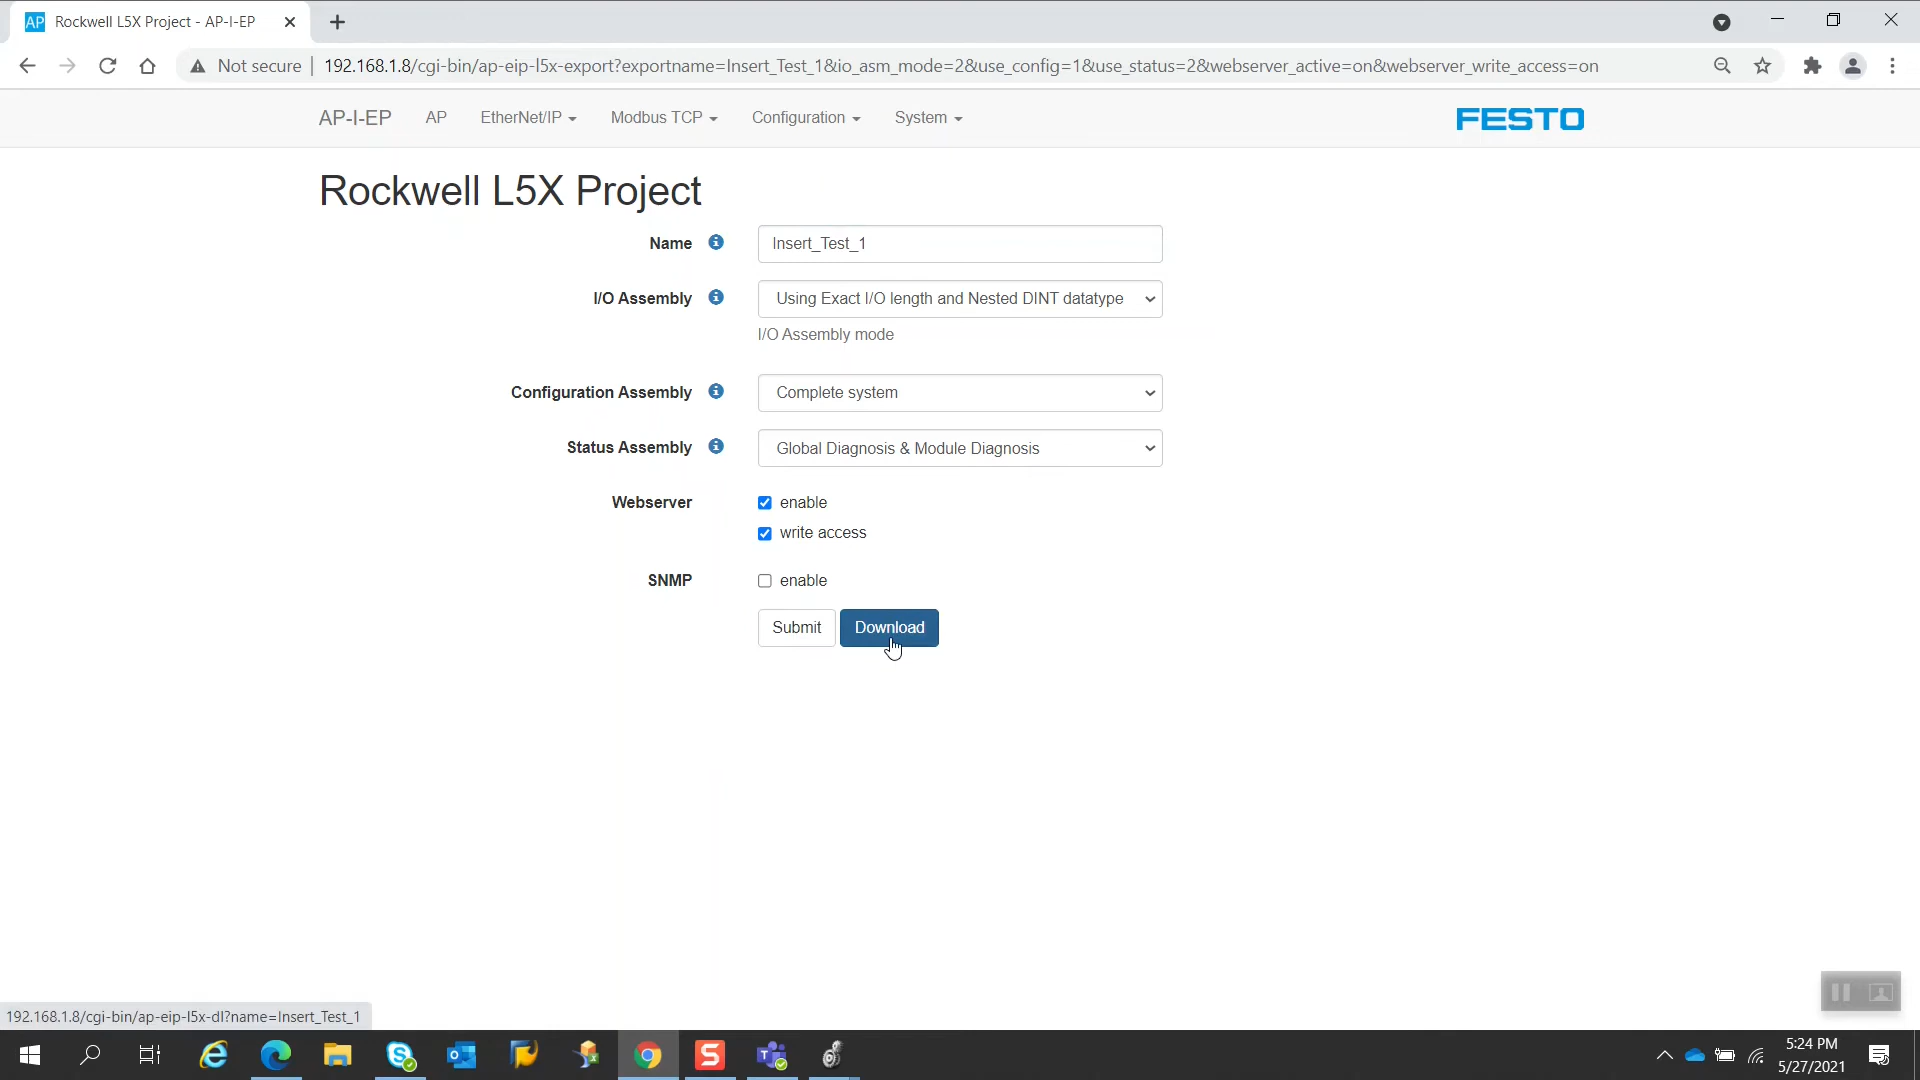 AP Rockwell L5X Project - AP-I-EP
Not secure 192.168.1.8/cgi-bin/ap-eip-l5x-export?exportname=Insert_Test_1&io_asm_mode=2&use_config=1&use_status=2&webserver_active=on&webserver_write_access=on
AP-I-EP AP EtherNet/IP Modbus TCP Configuration System FESTO
Rockwell L5X Project
Name Insert_Test_1
I/O Assembly Using Exact I/O length and Nested DINT datatype
I/O Assembly mode
Configuration Assembly Complete system
Status Assembly Global Diagnosis & Module Diagnosis
Webserver enable
write access
SNMP enable
Submit Download
192.168.1.8/cgi-bin/ap-eip-l5x-dl?name=Insert_Test_1
5:24 PM
5/27/2021